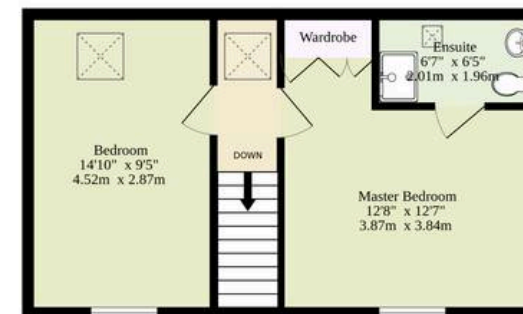 Wardrobe
Ensuite
6'7" x 6'5"
2.01m x 1.96m
Bedroom
14'10" x 9'5"
4.52m x 2.87m
DOWN
Master Bedroom
12'8" x 12'7"
3.87m x 3.84m